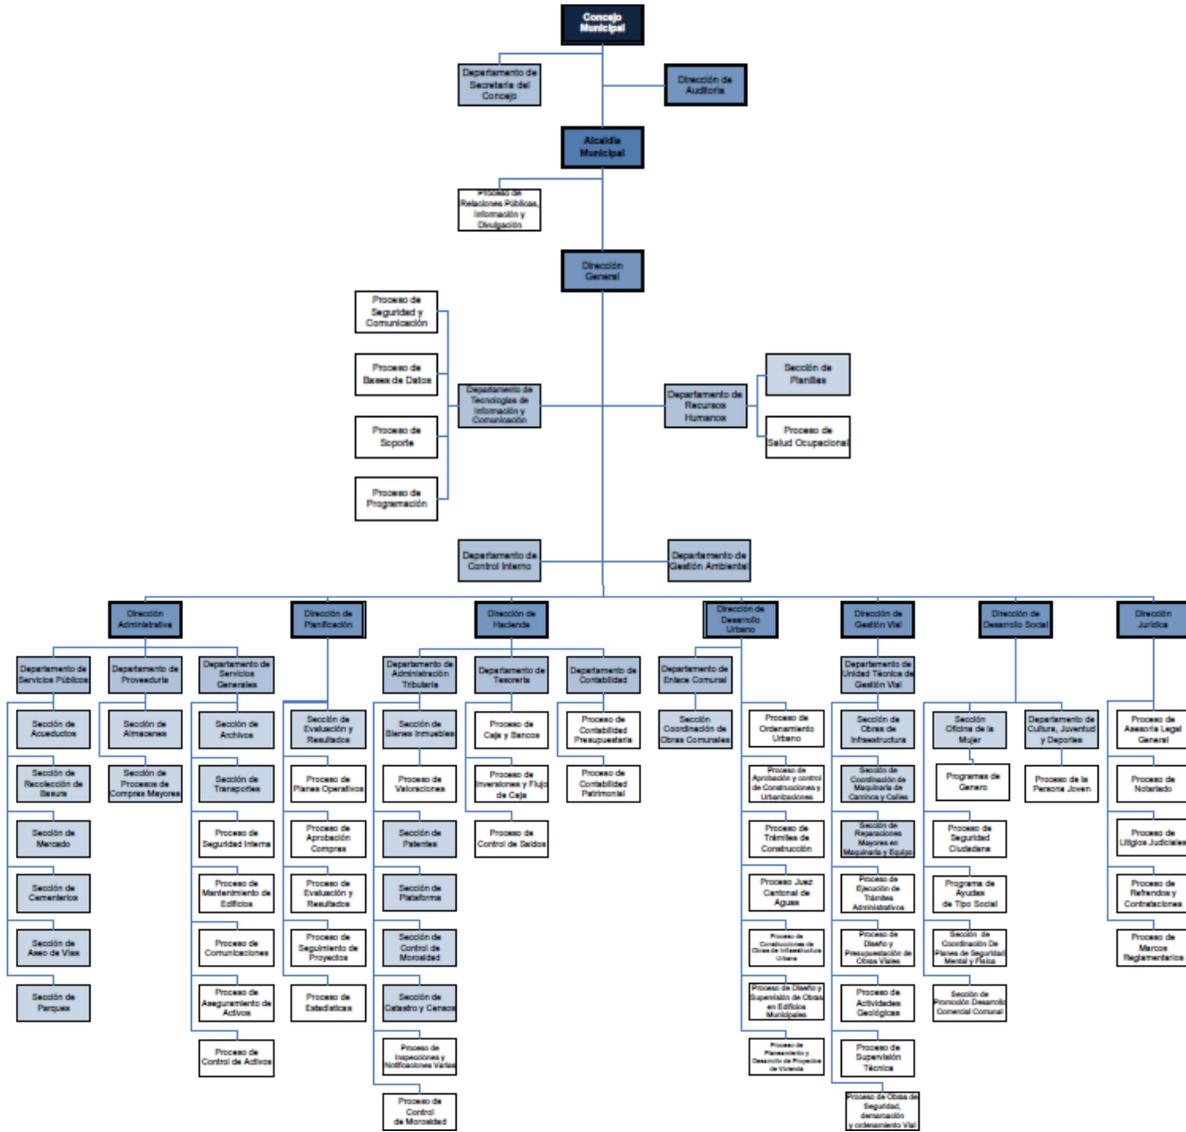 Concejo
Municipal
Departamento de
Secretaría del
Concejo
Dirección de
Auditoría
Alcaldía
Municipal
Proceso de
Relaciones Públicas,
Información y
Divulgación
Dirección
General
Proceso de
Seguridad y
Comunicación
Proceso de
Bases de Datos
Proceso de
Soporte
Proceso de
Programación
Departamento de
Tecnologías de
Información y
Comunicación
Departamento de
Recursos
Humanos
Sección de
Planillas
Proceso de
Salud Ocupacional
Departamento de
Control Interno
Departamento de
Gestión Ambiental
Dirección
Administrativa
Departamento de
Servicios Públicos
Sección de
Acueductos
Sección de
Recolección de
Basura
Sección de
Mercado
Sección de
Cementerios
Sección de
Aseo de Vías
Sección de
Parques
Departamento de
Proveeduría
Sección de
Almacenes
Sección de
Procesos de
Compras Mayores
Departamento de
Servicios
Generales
Sección de
Archivos
Sección de
Transportes
Proceso de
Seguridad Interna
Proceso de
Mantenimiento de
Edificios
Proceso de
Comunicaciones
Proceso de
Aseguramiento de
Activos
Proceso de
Control de Activos
Dirección de
Planificación
Sección de
Evaluación y
Resultados
Proceso de
Planes Operativos
Proceso de
Aprobación
Compras
Proceso de
Evaluación y
Resultados
Proceso de
Seguimiento de
Proyectos
Proceso de
Estadísticas
Dirección de
Hacienda
Departamento de
Administración
Tributaria
Sección de
Bienes Inmuebles
Proceso de
Valoraciones
Sección de
Patentes
Sección de
Plataforma
Sección de
Control de
Morosidad
Sección de
Catastro y Censos
Proceso de
Inspecciones y
Notificaciones Varias
Proceso de
Control
de Morosidad
Departamento de
Tesorería
Proceso de
Caja y Bancos
Proceso de
Inversiones y Flujo
de Caja
Proceso de
Control de Saldos
Departamento de
Contabilidad
Proceso de
Contabilidad
Presupuestaria
Proceso de
Contabilidad
Patrimonial
Dirección de
Desarrollo
Urbano
Departamento de
Enlace Comunal
Sección
Coordinación de
Obras Comunales
Proceso de
Ordenamiento
Urbano
Proceso de
Aprobación y control
de Construcciones y
Urbanizaciones
Proceso de
Trámites de
Construcción
Proceso Juez
Cantonal de
Aguas
Proceso de
Construcciones de
Obras de Infraestructura
Urbana
Proceso de Diseño y
Supervisión de Obras
en Edificios
Municipales
Proceso de
Planeamiento y
Desarrollo de Proyectos
de Vivienda
Dirección de
Gestión Vial
Departamento de
Unidad Técnica de
Gestión Vial
Sección de
Obras de
Infraestructura
Sección de
Coordinación de
Maquinaria de
Caminos y Calles
Sección de
Reparaciones
Mayores en
Maquinaria y Equipo
Proceso de
Ejecución de
Trámites
Administrativos
Proceso de
Diseño y
Presupuestación de
Obras Viales
Proceso de
Actividades
Geológicas
Proceso de
Supervisión
Técnica
Proceso de Obras de
Seguridad,
demarcación
y ordenamiento Vial
Dirección de
Desarrollo Social
Sección
Oficina de la
Mujer
Programas de
Genero
Proceso de
Seguridad
Ciudadana
Programa de
Ayudas
de Tipo Social
Sección de
Coordinación De
Planes de Seguridad
Mental y Física
Sección de
Promoción Desarrollo
Comercial Comunal
Departamento de
Cultura, Juventud
y Deportes
Proceso de la
Persona Joven
Dirección
Jurídica
Proceso de
Asesoría Legal
General
Proceso de
Notariado
Proceso de
Litigios Judiciales
Proceso de
Refrendos y
Contrataciones
Proceso de
Marcos
Reglamentarios